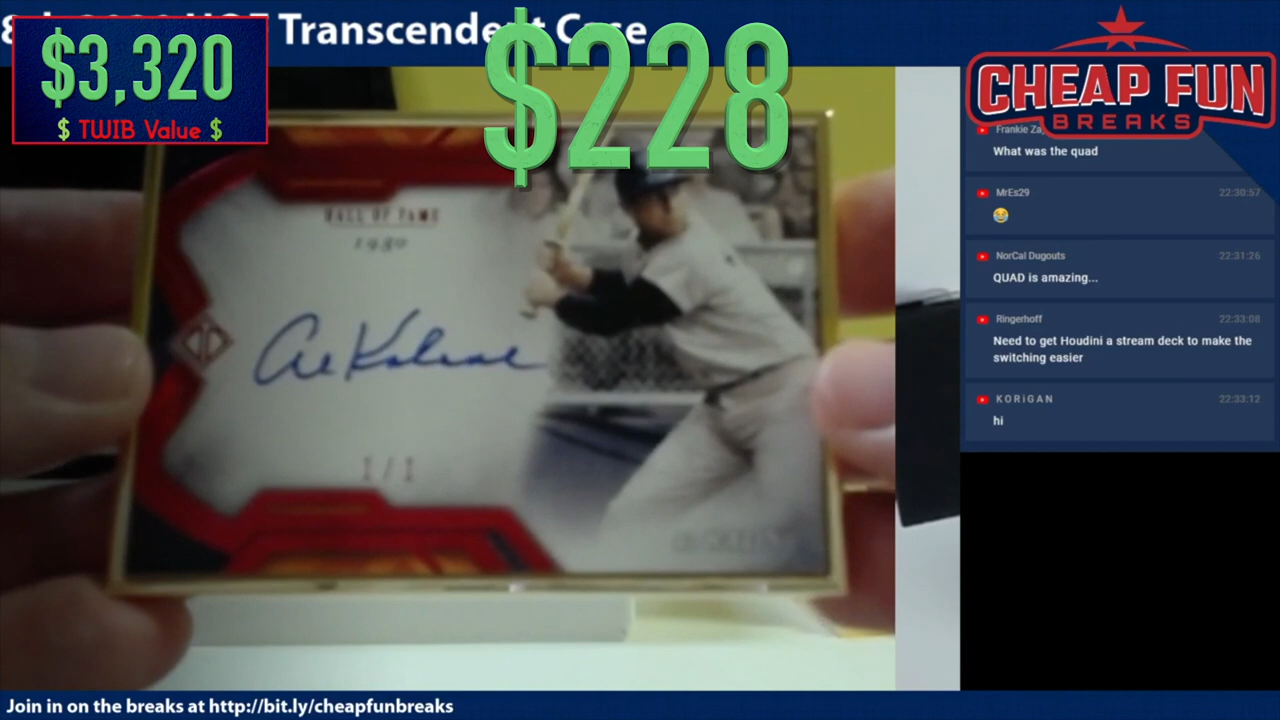 Transcendent Case
$3,320
$ TWIB Value $
$228
CHEAP FUN
BREAKS
HALL OF FAME
1980
Al Kaline
1/1
Frankie
What was the quad
MrEs29 22:30:57
😂
NorCal Dugouts 22:31:26
QUAD is amazing...
Ringerhoff 22:33:08
Need to get Houdini a stream deck to make the
switching easier
KORiGAN 22:33:12
hi
Join in on the breaks at http://bit.ly/cheapfunbreaks